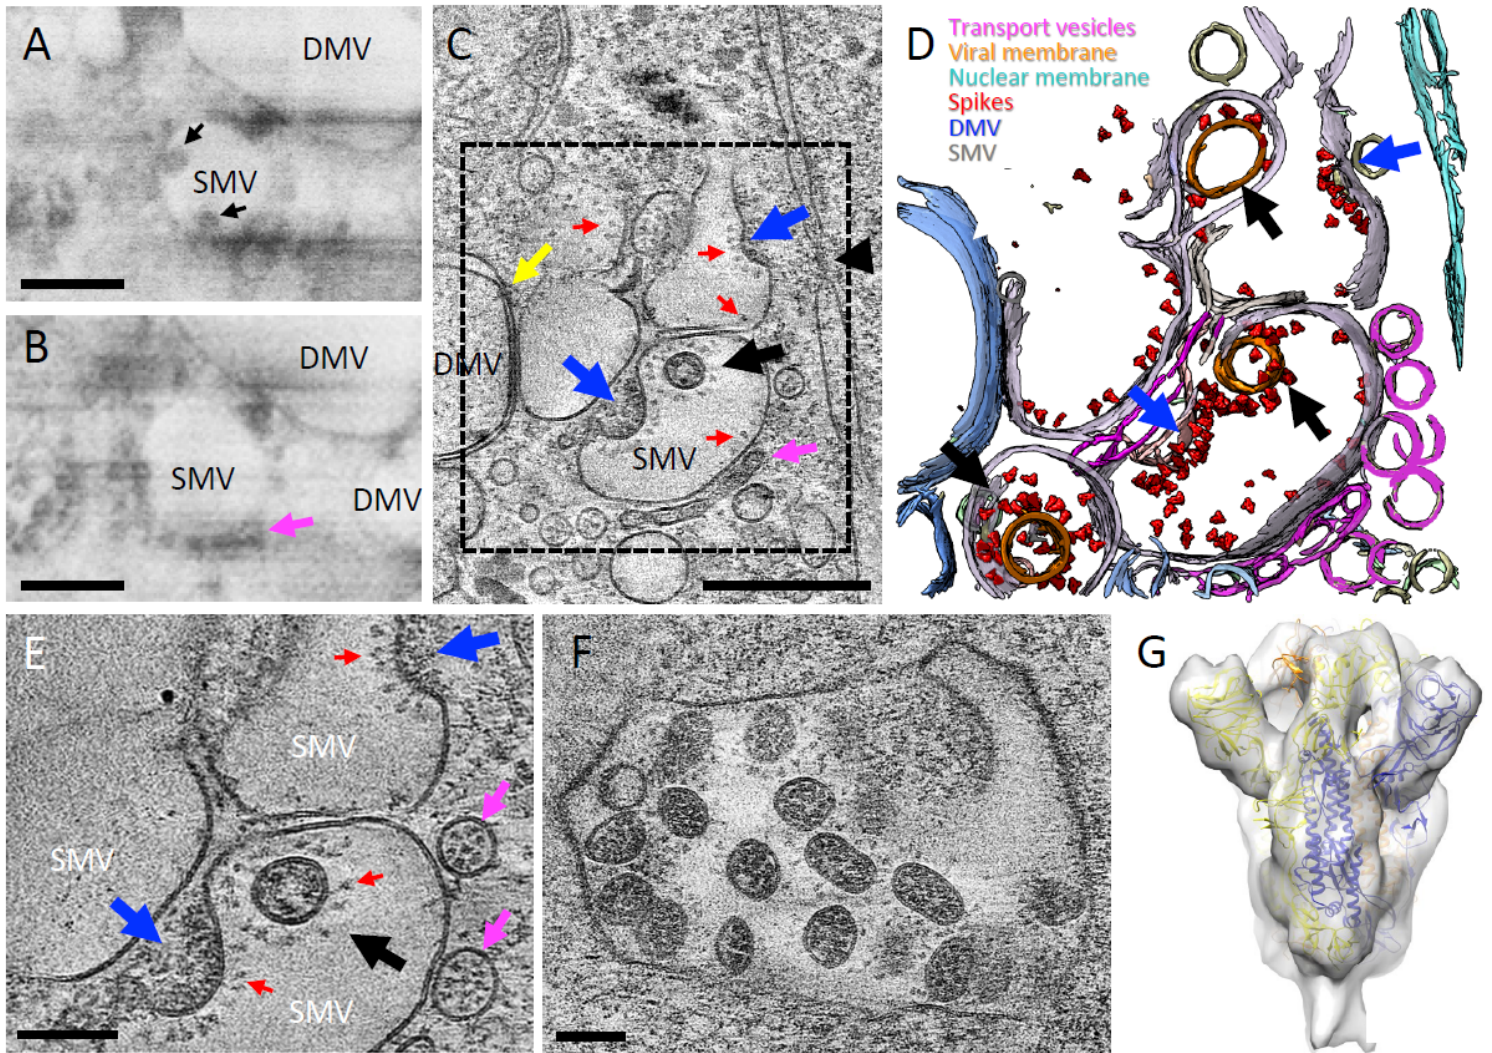 A
DMV
SMV
B
DMV
SMV
DMV
C
DMV
SMV
D
Transport vesicles
Viral membrane
Nuclear membrane
Spikes
DMV
SMV
E
SMV
SMV
SMV
F
G